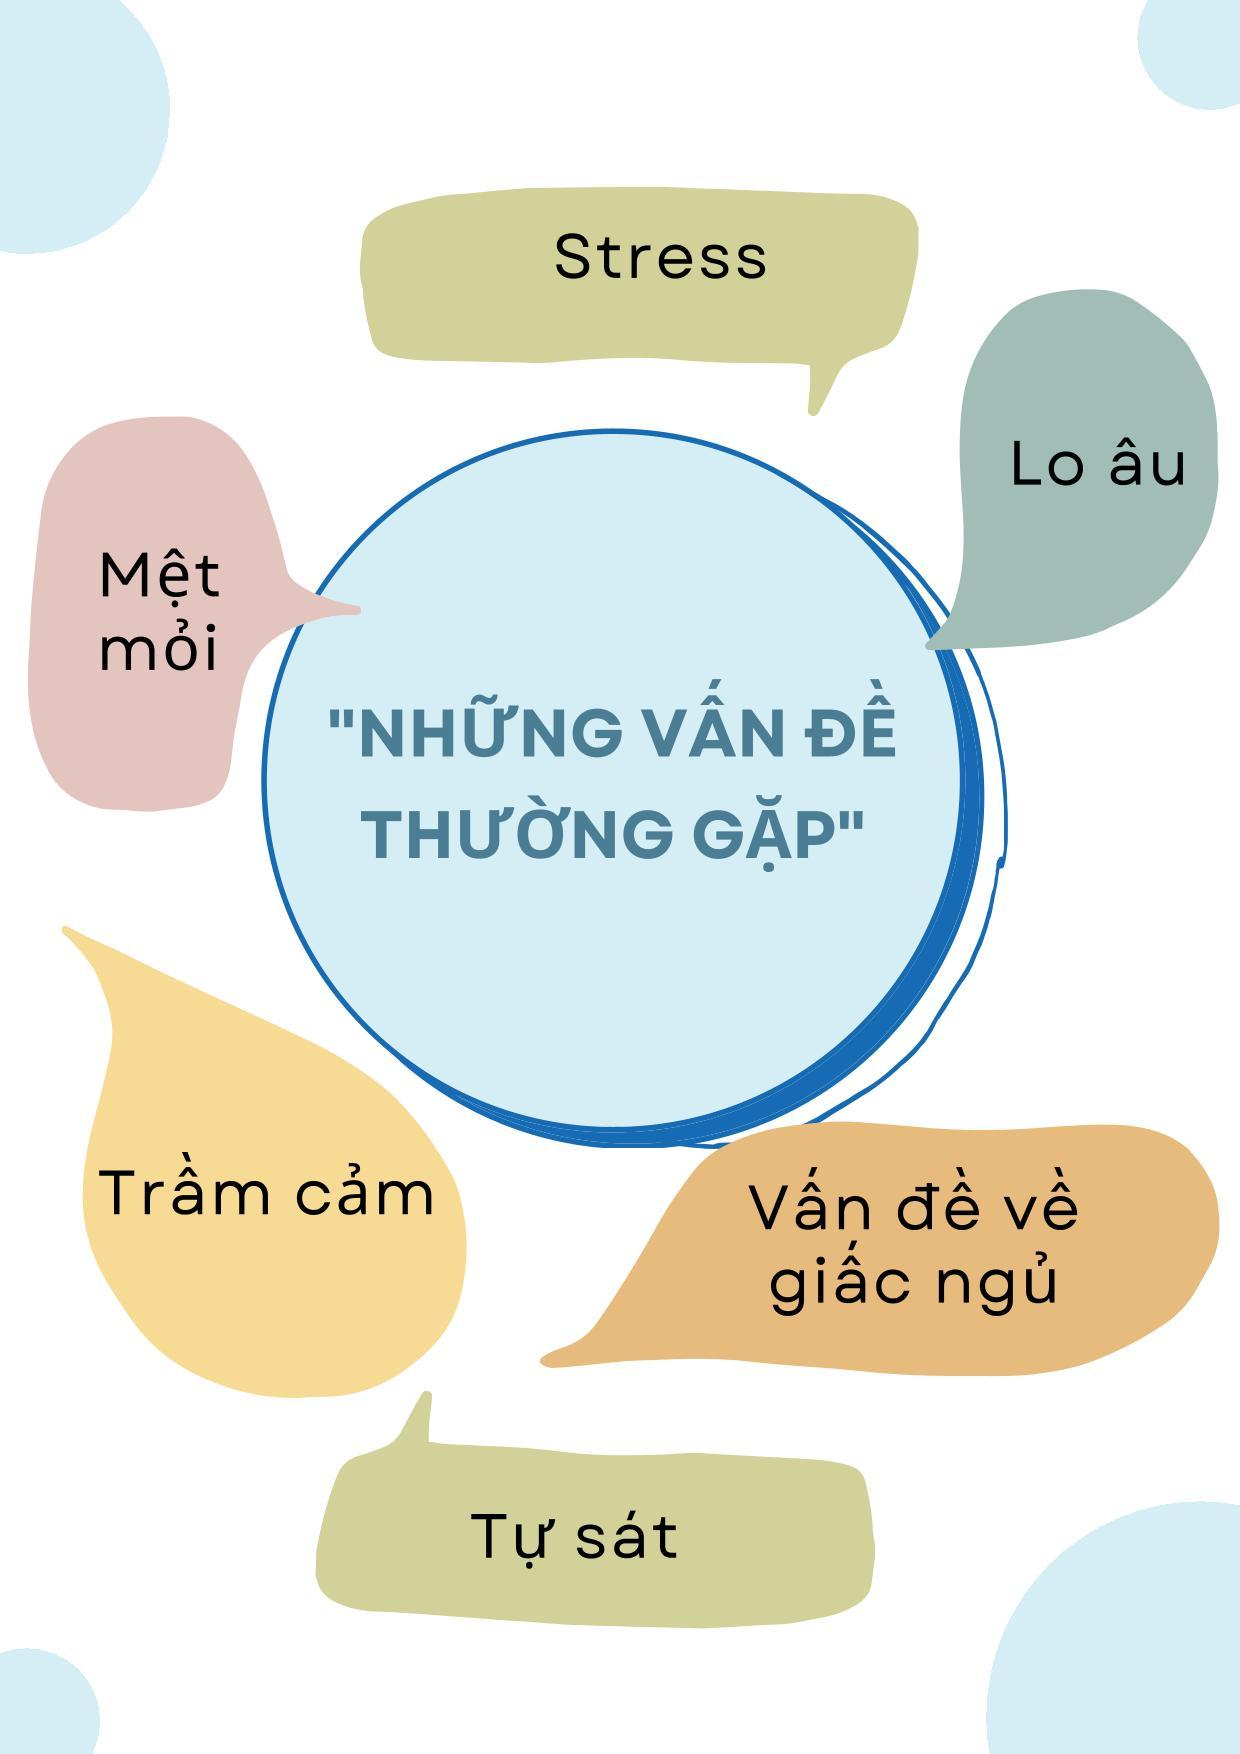 Stress
Lo âu
Mệt
mỏi
"NHỮNG VẤN ĐỀ
THƯỜNG GẶP"
Trầm cảm
Vấn đề về
giấc ngủ
Tự sát